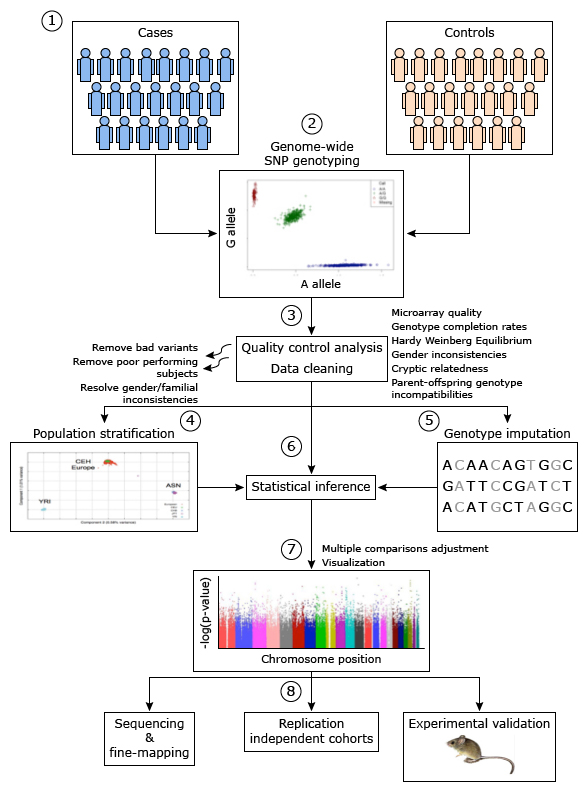 1
Cases
Controls
2
Genome-wide
SNP genotyping
G allele
Call
Missing
A allele
3
Quality control analysis
Data cleaning
Remove bad variants
Remove poor performing
subjects
Resolve gender/familial
inconsistencies
Microarray quality
Genotype completion rates
Hardy Weinberg Equilibrium
Gender inconsistencies
Cryptic relatedness
Parent-offspring genotype
incompatibilities
4
Population stratification
CEH
Europe
ASN
YRI
5
Genotype imputation
ACAACAGTGGC
GATTCCGATCT
ACATGCTAGGC
6
Statistical inference
7
Multiple comparisons adjustment
Visualization
-log(p-value)
Chromosome position
8
Sequencing
&
fine-mapping
Replication
independent cohorts
Experimental validation